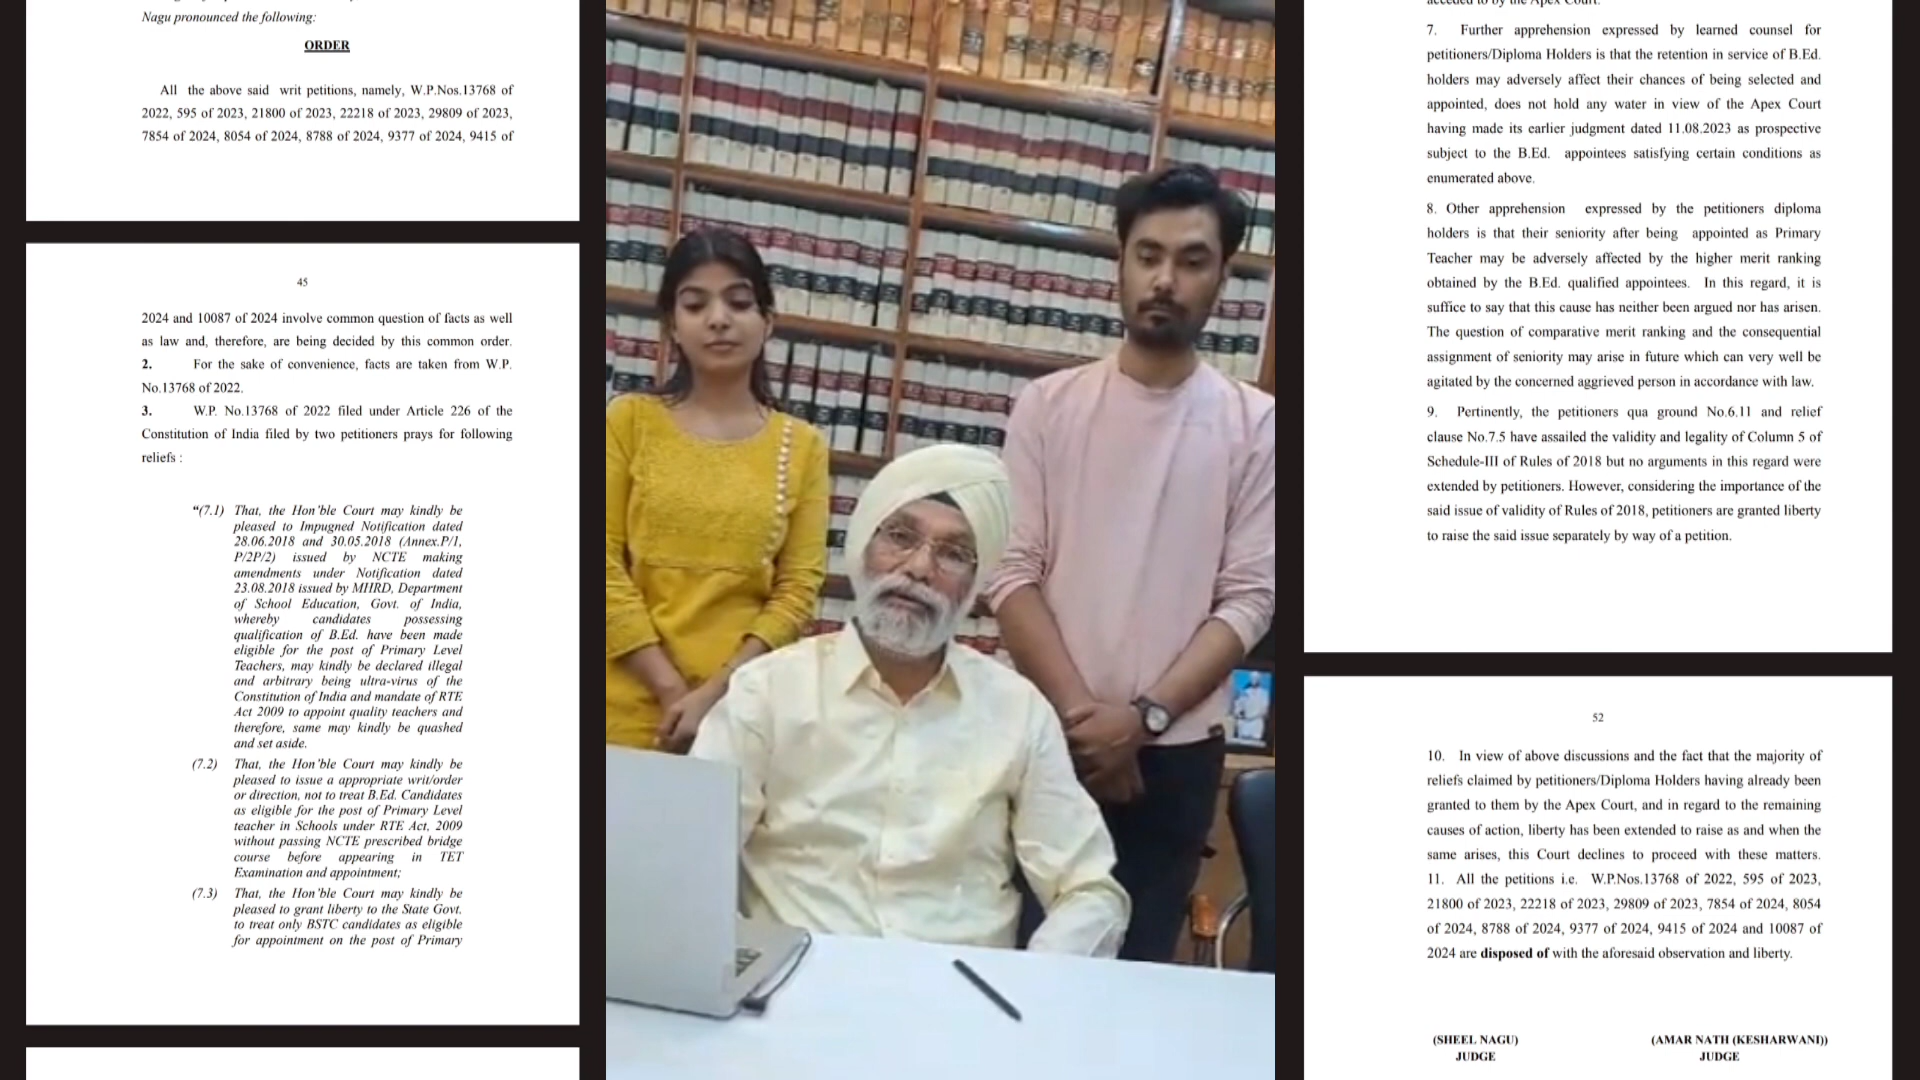 Nagu pronounced the following:
ORDER
All the above said writ petitions, namely, W.P.Nos.13768 of
2022, 595 of 2023, 21800 of 2023, 22218 of 2023, 29809 of 2023,
7854 of 2024, 8054 of 2024, 8788 of 2024, 9377 of 2024, 9415 of
45
2024 and 10087 of 2024 involve common question of facts as well
as law and, therefore, are being decided by this common order.
2. For the sake of convenience, facts are taken from W.P.
No.13768 of 2022.
3. W.P. No.13768 of 2022 filed under Article 226 of the
Constitution of India filed by two petitioners prays for following
reliefs :
“(7.1) That, the Hon'ble Court may kindly be
pleased to Impugned Notification dated
28.06.2018 and 30.05.2018 (Annex.P/1,
P/2P/2) issued by NCTE making
amendments under Notification dated
23.08.2018 issued by MHRD, Department
of School Education, Govt. of India,
whereby candidates possessing
qualification of B.Ed. have been made
eligible for the post of Primary Level
Teachers, may kindly be declared illegal
and arbitrary being ultra-virus of the
Constitution of India and mandate of RTE
Act 2009 to appoint quality teachers and
therefore, same may kindly be quashed
and set aside.
(7.2) That, the Hon'ble Court may kindly be
pleased to issue a appropriate writ/order
or direction, not to treat B.Ed. Candidates
as eligible for the post of Primary Level
teacher in Schools under RTE Act, 2009
without passing NCTE prescribed bridge
course before appearing in TET
Examination and appointment;
(7.3) That, the Hon'ble Court may kindly be
pleased to grant liberty to the State Govt.
to treat only BSTC candidates as eligible
for appointment on the post of Primary
acceded to by the Apex Court.
7. Further apprehension expressed by learned counsel for
petitioners/Diploma Holders is that the retention in service of B.Ed.
holders may adversely affect their chances of being selected and
appointed, does not hold any water in view of the Apex Court
having made its earlier judgment dated 11.08.2023 as prospective
subject to the B.Ed. appointees satisfying certain conditions as
enumerated above.
8. Other apprehension expressed by the petitioners diploma
holders is that their seniority after being appointed as Primary
Teacher may be adversely affected by the higher merit ranking
obtained by the B.Ed. qualified appointees. In this regard, it is
suffice to say that this cause has neither been argued nor has arisen.
The question of comparative merit ranking and the consequential
assignment of seniority may arise in future which can very well be
agitated by the concerned aggrieved person in accordance with law.
9. Pertinently, the petitioners qua ground No.6.11 and relief
clause No.7.5 have assailed the validity and legality of Column 5 of
Schedule-III of Rules of 2018 but no arguments in this regard were
extended by petitioners. However, considering the importance of the
said issue of validity of Rules of 2018, petitioners are granted liberty
to raise the said issue separately by way of a petition.
52
10. In view of above discussions and the fact that the majority of
reliefs claimed by petitioners/Diploma Holders having already been
granted to them by the Apex Court, and in regard to the remaining
causes of action, liberty has been extended to raise as and when the
same arises, this Court declines to proceed with these matters.
11. All the petitions i.e. W.P.Nos.13768 of 2022, 595 of 2023,
21800 of 2023, 22218 of 2023, 29809 of 2023, 7854 of 2024, 8054
of 2024, 8788 of 2024, 9377 of 2024, 9415 of 2024 and 10087 of
2024 are disposed of with the aforesaid observation and liberty.
(SHEEL NAGU) (AMAR NATH (KESHARWANI))
JUDGE JUDGE